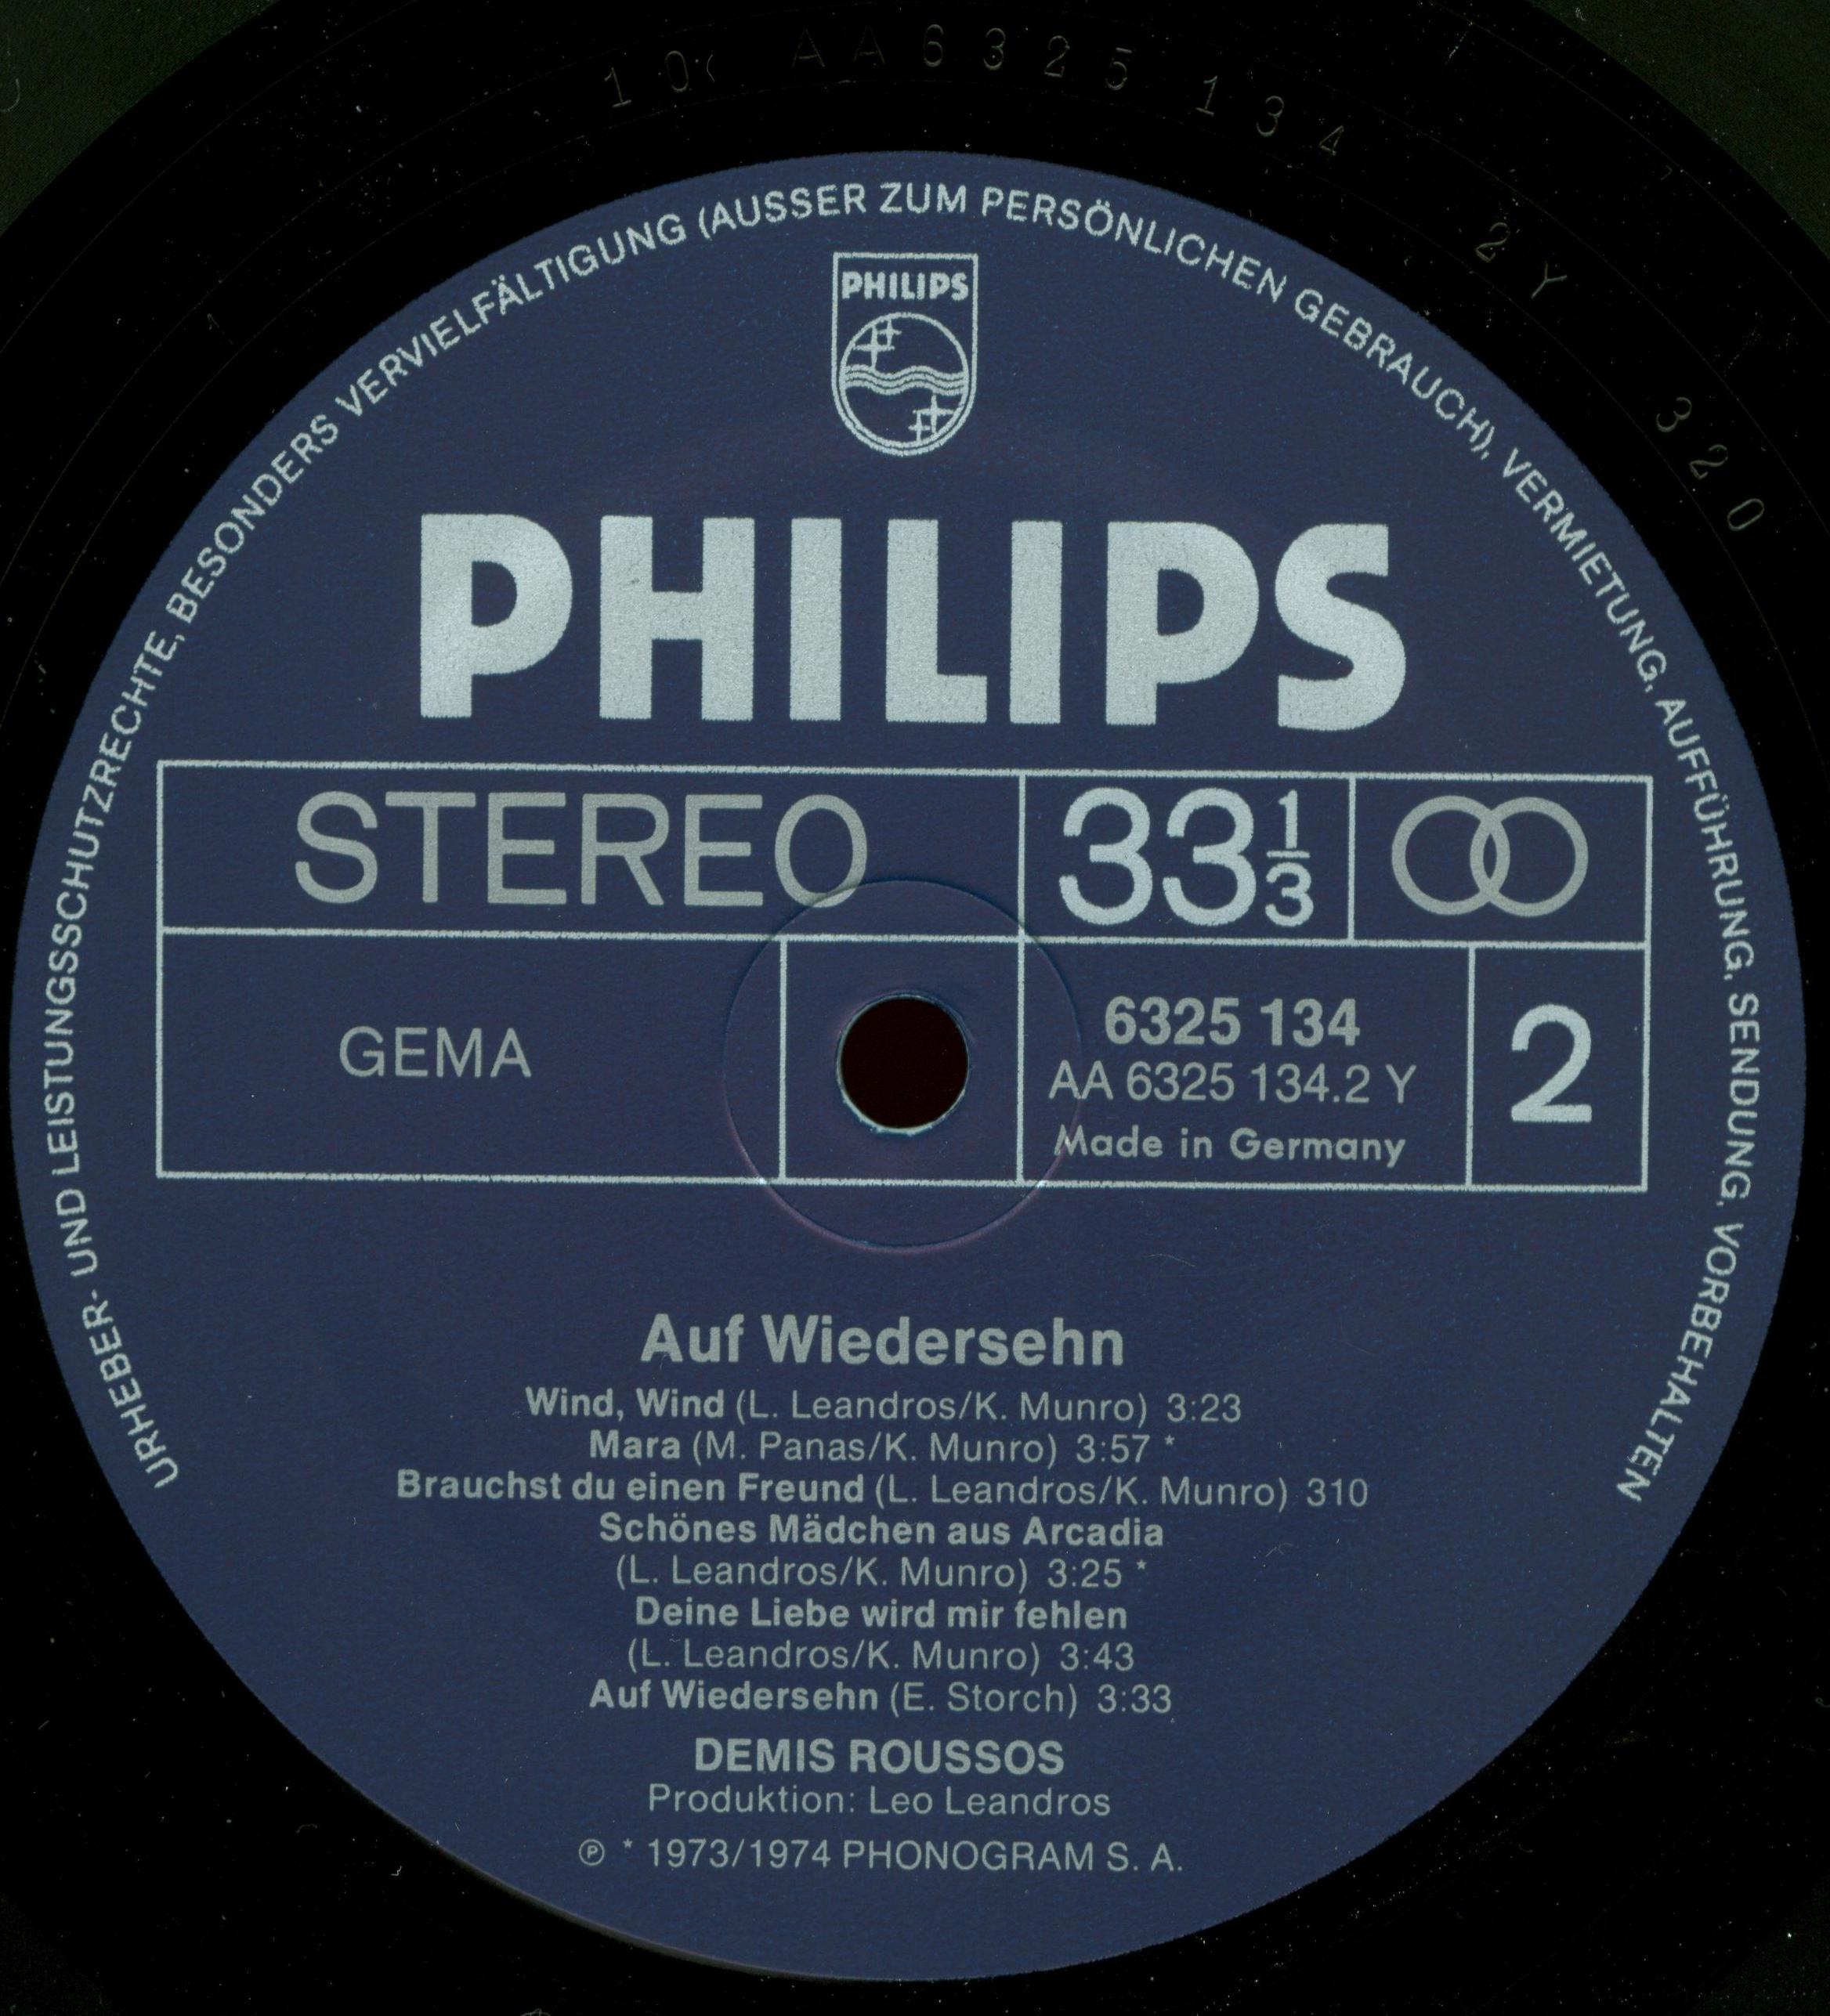 10 AA6325 134 2Y 320
URHEBER- UND LEISTUNGSSCHUTZRECHTE, BESONDERS VERVIELFÄLTIGUNG (AUSSER ZUM PERSÖNLICHEN GEBRAUCH), VERMIETUNG, AUFFÜHRUNG, SENDUNG, VORBEHALTEN
PHILIPS
PHILIPS
STEREO 33 1/3
GEMA
6325 134
AA 6325 134.2 Y
Made in Germany
2
Auf Wiedersehn
Wind, Wind (L. Leandros/K. Munro) 3:23
Mara (M. Panas/K. Munro) 3:57 *
Brauchst du einen Freund (L. Leandros/K. Munro) 310
Schönes Mädchen aus Arcadia
(L. Leandros/K. Munro) 3:25 *
Deine Liebe wird mir fehlen
(L. Leandros/K. Munro) 3:43
Auf Wiedersehn (E. Storch) 3:33
DEMIS ROUSSOS
Produktion: Leo Leandros
℗ * 1973/1974 PHONOGRAM S. A.